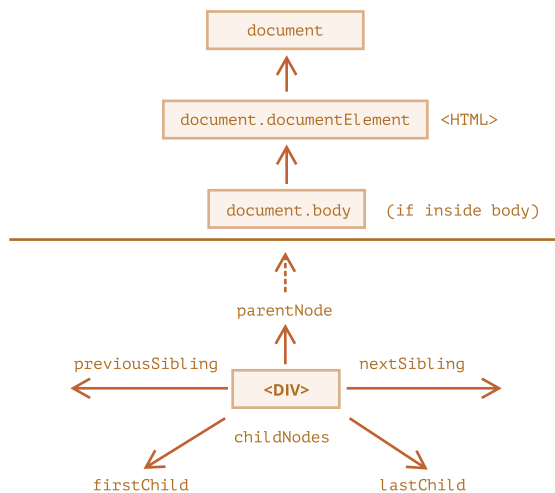 document
document.documentElement <HTML>
document.body (if inside body)
parentNode
previousSibling nextSibling
<DIV>
childNodes
firstChild lastChild